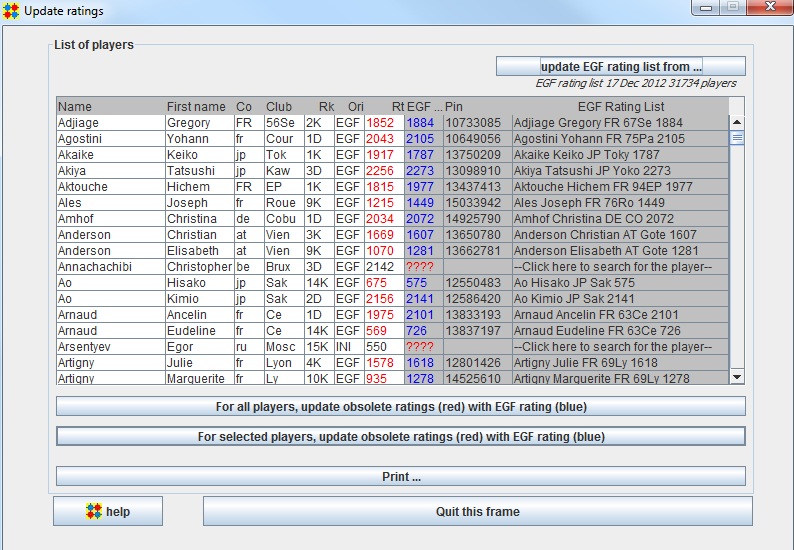 Update ratings
List of players
update EGF rating list from ...
EGF rating list 17 Dec 2012 31734 players
Name First name Co Club Rk Ori Rt EGF ... Pin EGF Rating List
Adjiage Gregory FR 56Se 2K EGF 1852 1884 10733085 Adjiage Gregory FR 67Se 1884
Agostini Yohann fr Cour 1D EGF 2043 2105 10649056 Agostini Yohann FR 75Pa 2105
Akaike Keiko jp Tok 1K EGF 1917 1787 13750209 Akaike Keiko JP Toky 1787
Akiya Tatsushi jp Kaw 3D EGF 2256 2273 13098910 Akiya Tatsushi JP Yoko 2273
Aktouche Hichem FR EP 1K EGF 1815 1977 13437413 Aktouche Hichem FR 94EP 1977
Ales Joseph fr Roue 9K EGF 1215 1449 15033942 Ales Joseph FR 76Ro 1449
Amhof Christina de Cobu 1D EGF 2034 2072 14925790 Amhof Christina DE CO 2072
Anderson Christian at Vien 3K EGF 1669 1607 13650780 Anderson Christian AT Gote 1607
Anderson Elisabeth at Vien 9K EGF 1070 1281 13662781 Anderson Elisabeth AT Gote 1281
Annachachibi Christopher be Brux 3D EGF 2142 ???? --Click here to search for the player--
Ao Hisako jp Sak 14K EGF 675 575 12550483 Ao Hisako JP Sak 575
Ao Kimio jp Sak 2D EGF 2156 2141 12586420 Ao Kimio JP Sak 2141
Arnaud Ancelin fr Ce 1D EGF 1975 2101 13833193 Arnaud Ancelin FR 63Ce 2101
Arnaud Eudeline fr Ce 14K EGF 569 726 13837197 Arnaud Eudeline FR 63Ce 726
Arsentyev Egor ru Mosc 15K INI 550 ???? --Click here to search for the player--
Artigny Julie fr Lyon 4K EGF 1578 1618 12801426 Artigny Julie FR 69Ly 1618
Artigny Marguerite fr Ly 10K EGF 935 1278 14525610 Artigny Marguerite FR 69Ly 1278
For all players, update obsolete ratings (red) with EGF rating (blue)
For selected players, update obsolete ratings (red) with EGF rating (blue)
Print ...
help
Quit this frame